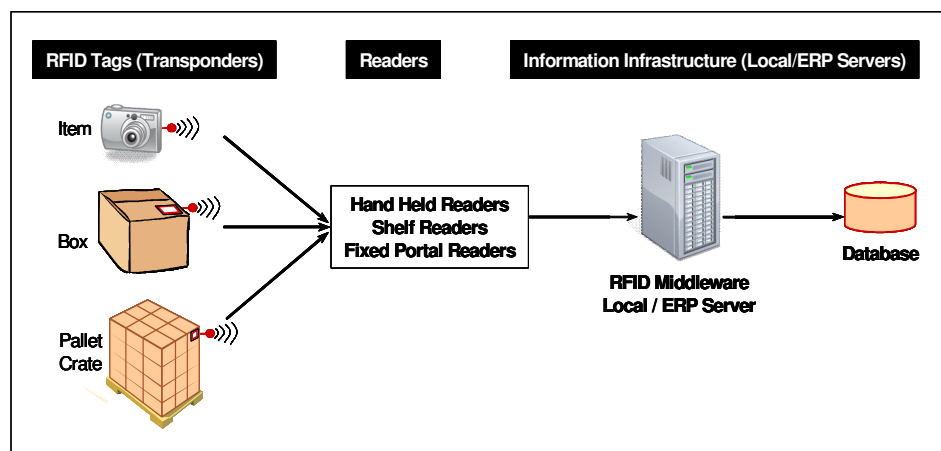 RFID Tags (Transponders)
Readers
Information Infrastructure (Local/ERP Servers)
Item
Box
Pallet
Crate
Hand Held Readers
Shelf Readers
Fixed Portal Readers
RFID Middleware
Local / ERP Server
Database